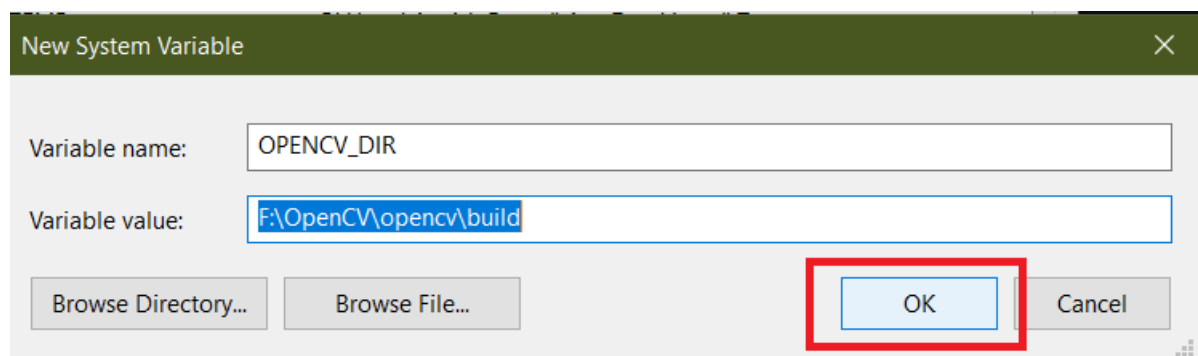 New System Variable
Variable name: OPENCV_DIR
Variable value: F:\OpenCV\opencv\build
Browse Directory... Browse File... OK Cancel